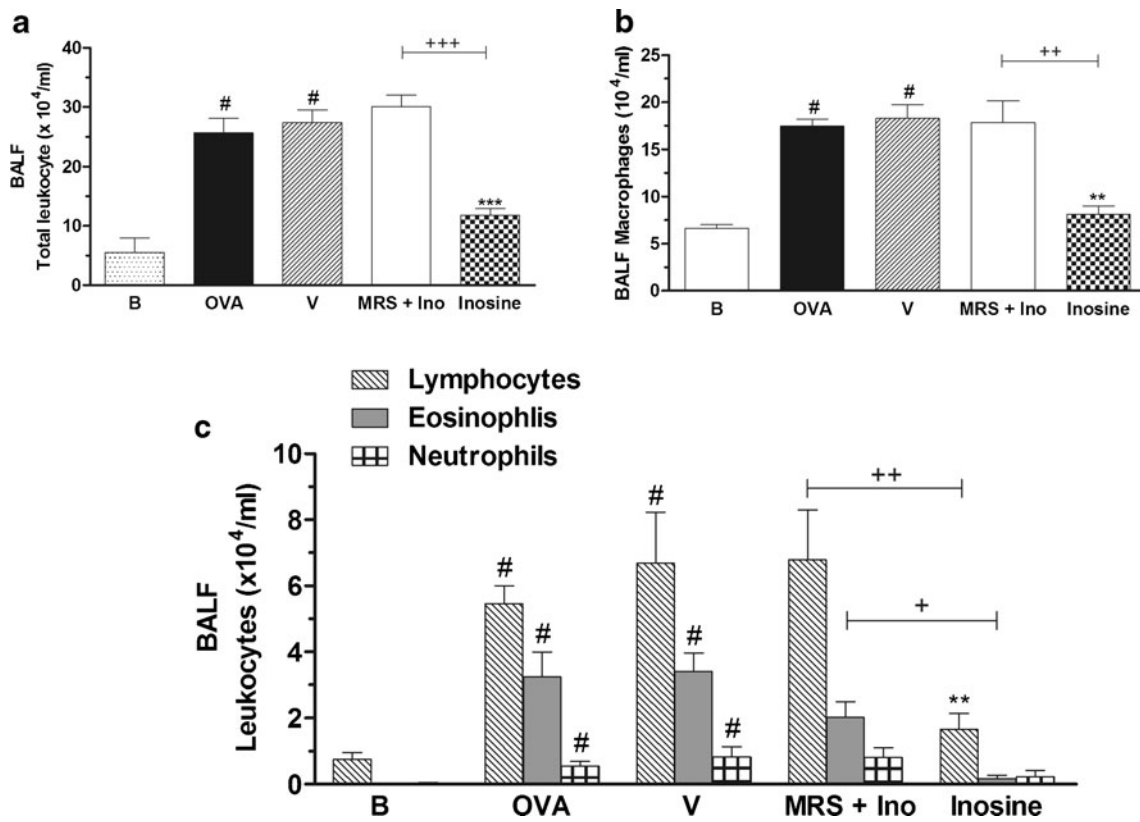 a
BALF
Total leukocyte (x 10⁴/ml)
40
30
20
10
0
#
#
+++
***
B OVA V MRS + Ino Inosine
b
BALF Macrophages (10⁴/ml)
25
20
15
10
5
0
#
#
++
**
B OVA V MRS + Ino Inosine
c
Lymphocytes
Eosinophlis
Neutrophils
BALF
Leukocytes (x10⁴/ml)
10
8
6
4
2
0
#
#
#
#
#
#
++
+
**
B OVA V MRS + Ino Inosine